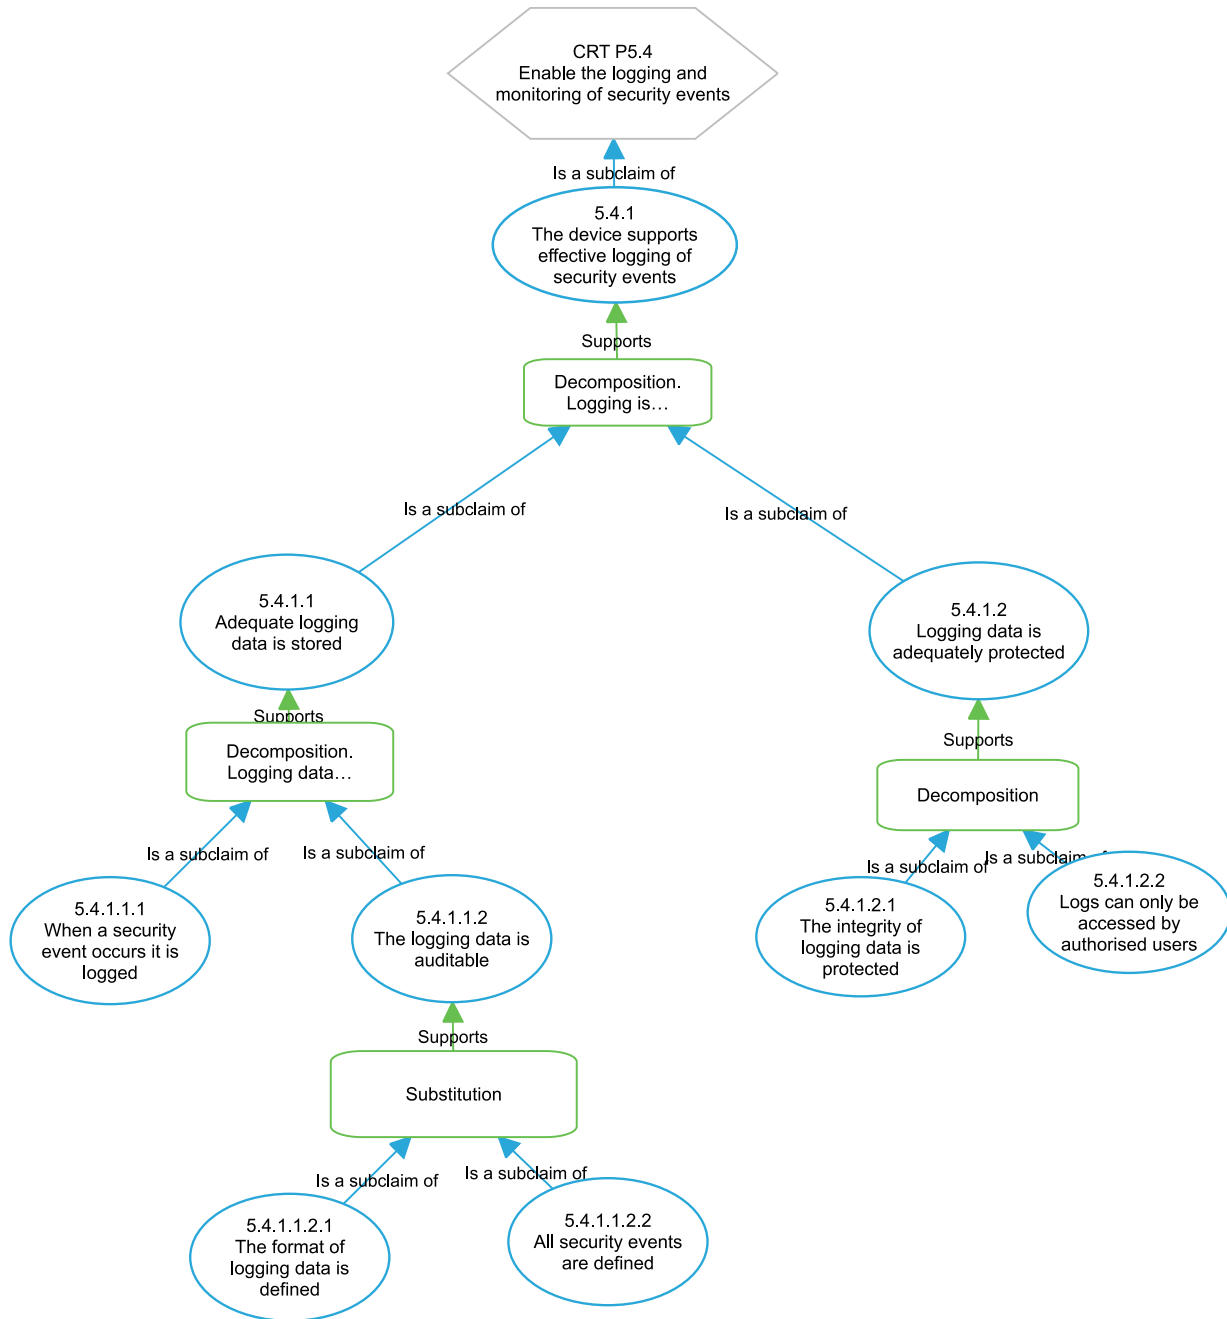 CRT P5.4
Enable the logging and
monitoring of security events
Is a subclaim of
5.4.1
The device supports
effective logging of
security events
Supports
Decomposition.
Logging is…
Is a subclaim of
Is a subclaim of
5.4.1.1
Adequate logging
data is stored
5.4.1.2
Logging data is
adequately protected
Supports
Decomposition.
Logging data…
Supports
Decomposition
Is a subclaim of
Is a subclaim of
Is a subclaim of
Is a subclaim of
5.4.1.1.1
When a security
event occurs it is
logged
5.4.1.1.2
The logging data is
auditable
5.4.1.2.1
The integrity of
logging data is
protected
5.4.1.2.2
Logs can only be
accessed by
authorised users
Supports
Substitution
Is a subclaim of
Is a subclaim of
5.4.1.1.2.1
The format of
logging data is
defined
5.4.1.1.2.2
All security events
are defined